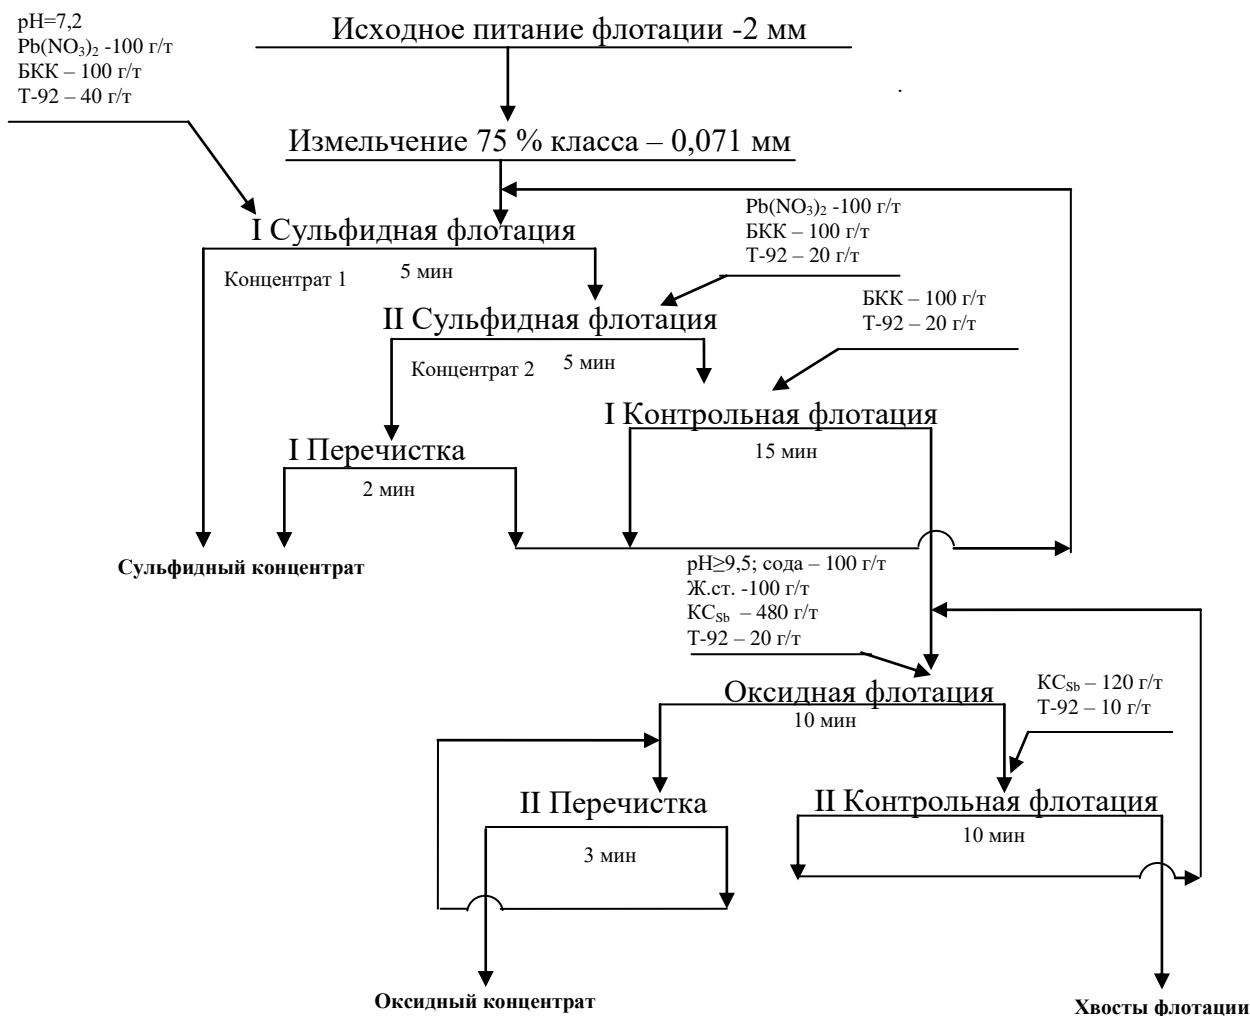 pH=7,2
Pb(NO₃)₂ -100 г/т
БКК – 100 г/т
Т-92 – 40 г/т
Исходное питание флотации -2 мм
Измельчение 75 % класса – 0,071 мм
I Сульфидная флотация
Концентрат 1
5 мин
Pb(NO₃)₂ -100 г/т
БКК – 100 г/т
Т-92 – 20 г/т
II Сульфидная флотация
Концентрат 2
5 мин
БКК – 100 г/т
Т-92 – 20 г/т
I Контрольная флотация
15 мин
I Перечистка
2 мин
Сульфидный концентрат
pH≥9,5; сода – 100 г/т
Ж.ст. -100 г/т
КС_Sb – 480 г/т
Т-92 – 20 г/т
Оксидная флотация
10 мин
КС_Sb – 120 г/т
Т-92 – 10 г/т
II Перечистка
3 мин
II Контрольная флотация
10 мин
Оксидный концентрат
Хвосты флотации